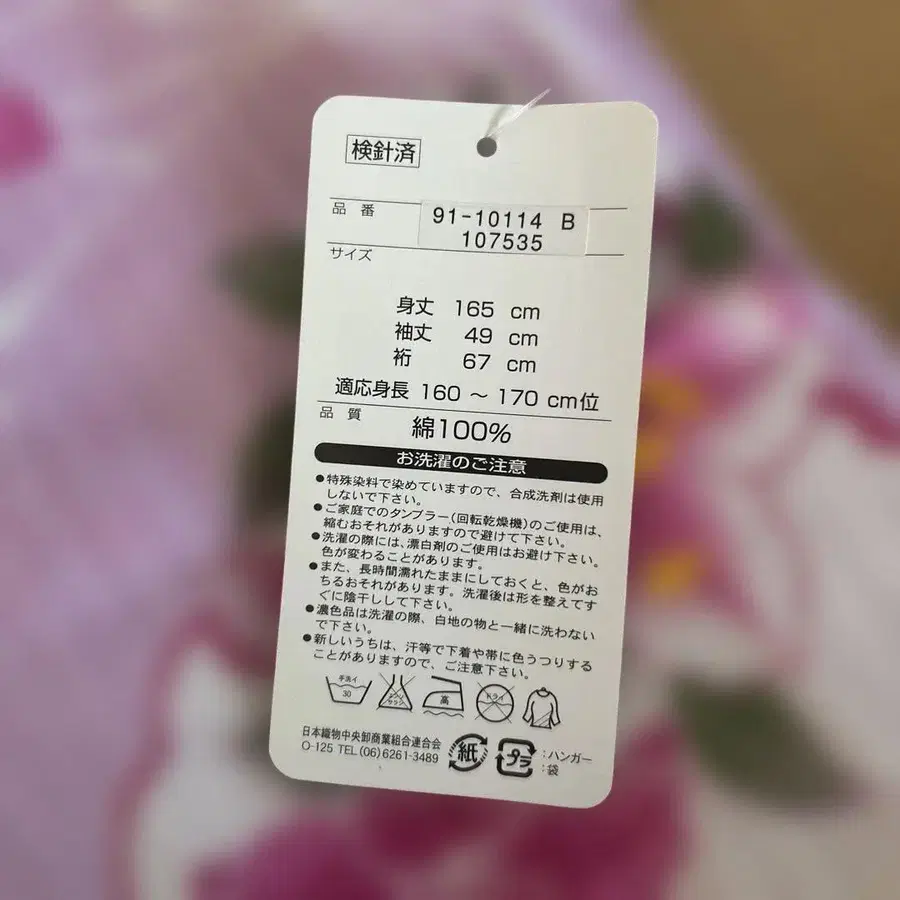 検針済
品 番
91-10114 B
107535
サイズ
身丈 165 cm
袖丈 49 cm
裄 67 cm
適応身長 160 ～ 170 cm位
品 質
綿100%
お洗濯のご注意
●特殊染料で染めていますので、合成洗剤は使用
しないで下さい。
●ご家庭でのタンブラー(回転乾燥機)のご使用は、
縮むおそれがありますので避けて下さい。
●洗濯の際には、漂白剤のご使用はお避け下さい。
色が変わることがあります。
●また、長時間濡れたままにしておくと、色がお
ちるおそれがあります。洗濯後は形を整えてす
ぐに陰干しして下さい。
●濃色品は洗濯の際、白地の物と一緒に洗わない
で下さい。
●新しいうちは、汗等で下着や帯に色うつりする
ことがありますので、ご注意下さい。
手洗イ
30
エンソ
サラシ
高
ドライ
日本織物中央卸商業組合連合会
O-125 TEL(06)6261-3489
紙
プラ
:ハンガー
:袋